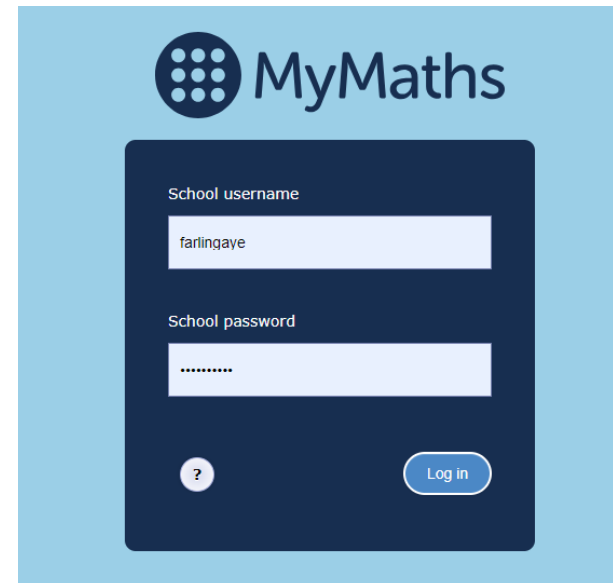 MyMaths
School username
farlingaye
School password
••••••••••
?
Log in